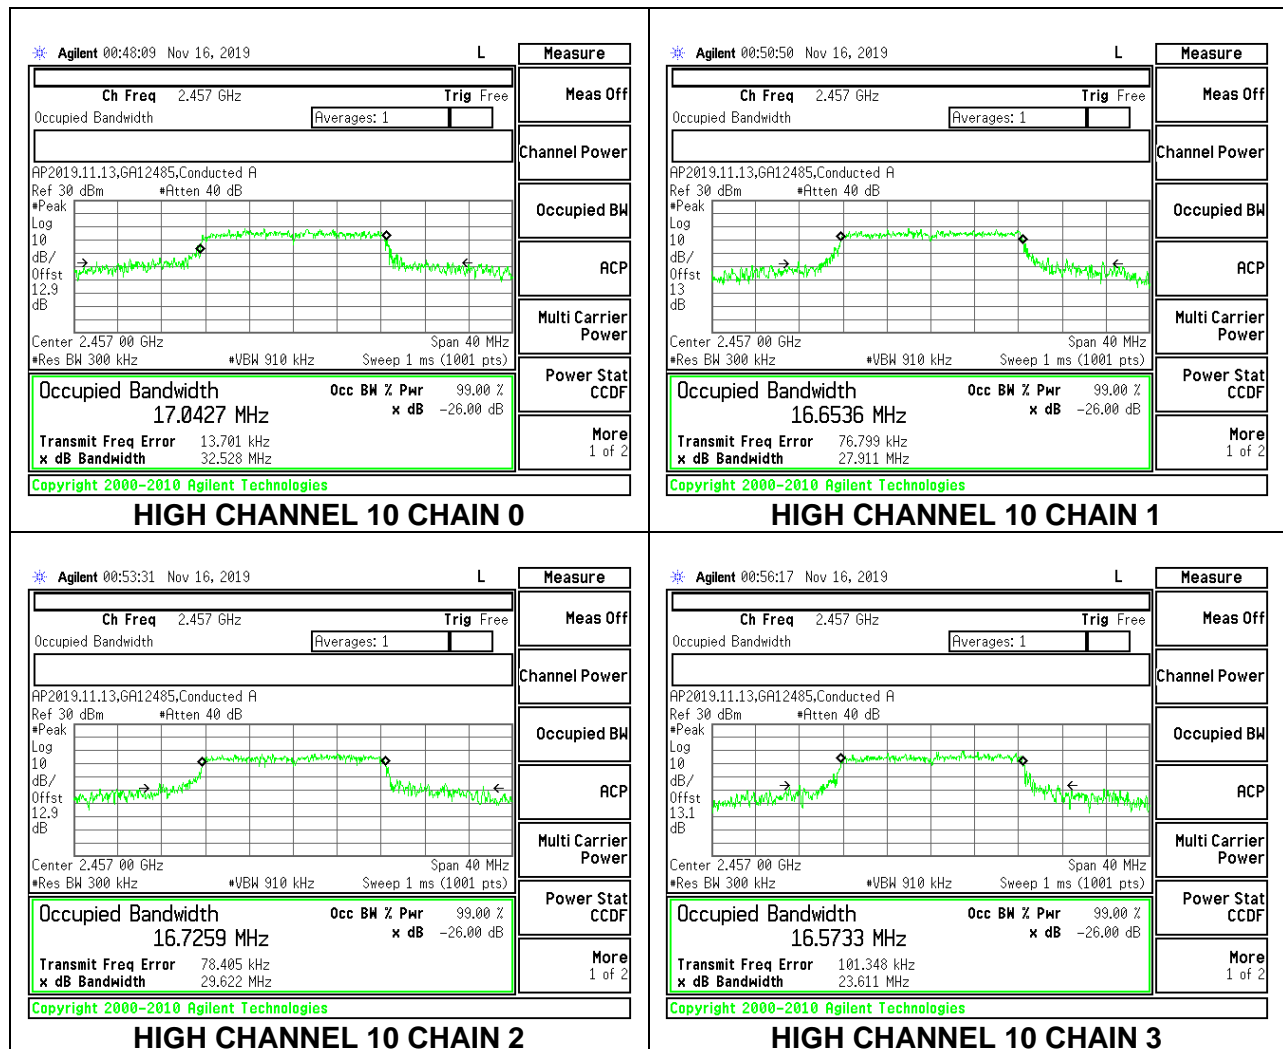 Agilent 00:48:09 Nov 16, 2019 L Measure
Ch Freq 2.457 GHz Trig Free Meas Off
Occupied Bandwidth Averages: 1
Channel Power
AP2019.11.13,GA12485,Conducted A
Ref 30 dBm #Atten 40 dB
#Peak Occupied BW
Log
10
dB/ ACP
Offst
12.9
dB
Multi Carrier
Power
Center 2.457 00 GHz Span 40 MHz
#Res BW 300 kHz #VBW 910 kHz Sweep 1 ms (1001 pts)
Power Stat
CCDF
Occupied Bandwidth Occ BW % Pwr 99.00 %
17.0427 MHz x dB -26.00 dB
More
1 of 2
Transmit Freq Error 13.701 kHz
x dB Bandwidth 32.528 MHz
Copyright 2000-2010 Agilent Technologies
HIGH CHANNEL 10 CHAIN 0
Agilent 00:50:50 Nov 16, 2019 L Measure
Ch Freq 2.457 GHz Trig Free Meas Off
Occupied Bandwidth Averages: 1
Channel Power
AP2019.11.13,GA12485,Conducted A
Ref 30 dBm #Atten 40 dB
#Peak Occupied BW
Log
10
dB/ ACP
Offst
13
dB
Multi Carrier
Power
Center 2.457 00 GHz Span 40 MHz
#Res BW 300 kHz #VBW 910 kHz Sweep 1 ms (1001 pts)
Power Stat
CCDF
Occupied Bandwidth Occ BW % Pwr 99.00 %
16.6536 MHz x dB -26.00 dB
More
1 of 2
Transmit Freq Error 76.799 kHz
x dB Bandwidth 27.911 MHz
Copyright 2000-2010 Agilent Technologies
HIGH CHANNEL 10 CHAIN 1
Agilent 00:53:31 Nov 16, 2019 L Measure
Ch Freq 2.457 GHz Trig Free Meas Off
Occupied Bandwidth Averages: 1
Channel Power
AP2019.11.13,GA12485,Conducted A
Ref 30 dBm #Atten 40 dB
#Peak Occupied BW
Log
10
dB/ ACP
Offst
12.9
dB
Multi Carrier
Power
Center 2.457 00 GHz Span 40 MHz
#Res BW 300 kHz #VBW 910 kHz Sweep 1 ms (1001 pts)
Power Stat
CCDF
Occupied Bandwidth Occ BW % Pwr 99.00 %
16.7259 MHz x dB -26.00 dB
More
1 of 2
Transmit Freq Error 78.405 kHz
x dB Bandwidth 29.622 MHz
Copyright 2000-2010 Agilent Technologies
HIGH CHANNEL 10 CHAIN 2
Agilent 00:56:17 Nov 16, 2019 L Measure
Ch Freq 2.457 GHz Trig Free Meas Off
Occupied Bandwidth Averages: 1
Channel Power
AP2019.11.13,GA12485,Conducted A
Ref 30 dBm #Atten 40 dB
#Peak Occupied BW
Log
10
dB/ ACP
Offst
13.1
dB
Multi Carrier
Power
Center 2.457 00 GHz Span 40 MHz
#Res BW 300 kHz #VBW 910 kHz Sweep 1 ms (1001 pts)
Power Stat
CCDF
Occupied Bandwidth Occ BW % Pwr 99.00 %
16.5733 MHz x dB -26.00 dB
More
1 of 2
Transmit Freq Error 101.348 kHz
x dB Bandwidth 23.611 MHz
Copyright 2000-2010 Agilent Technologies
HIGH CHANNEL 10 CHAIN 3